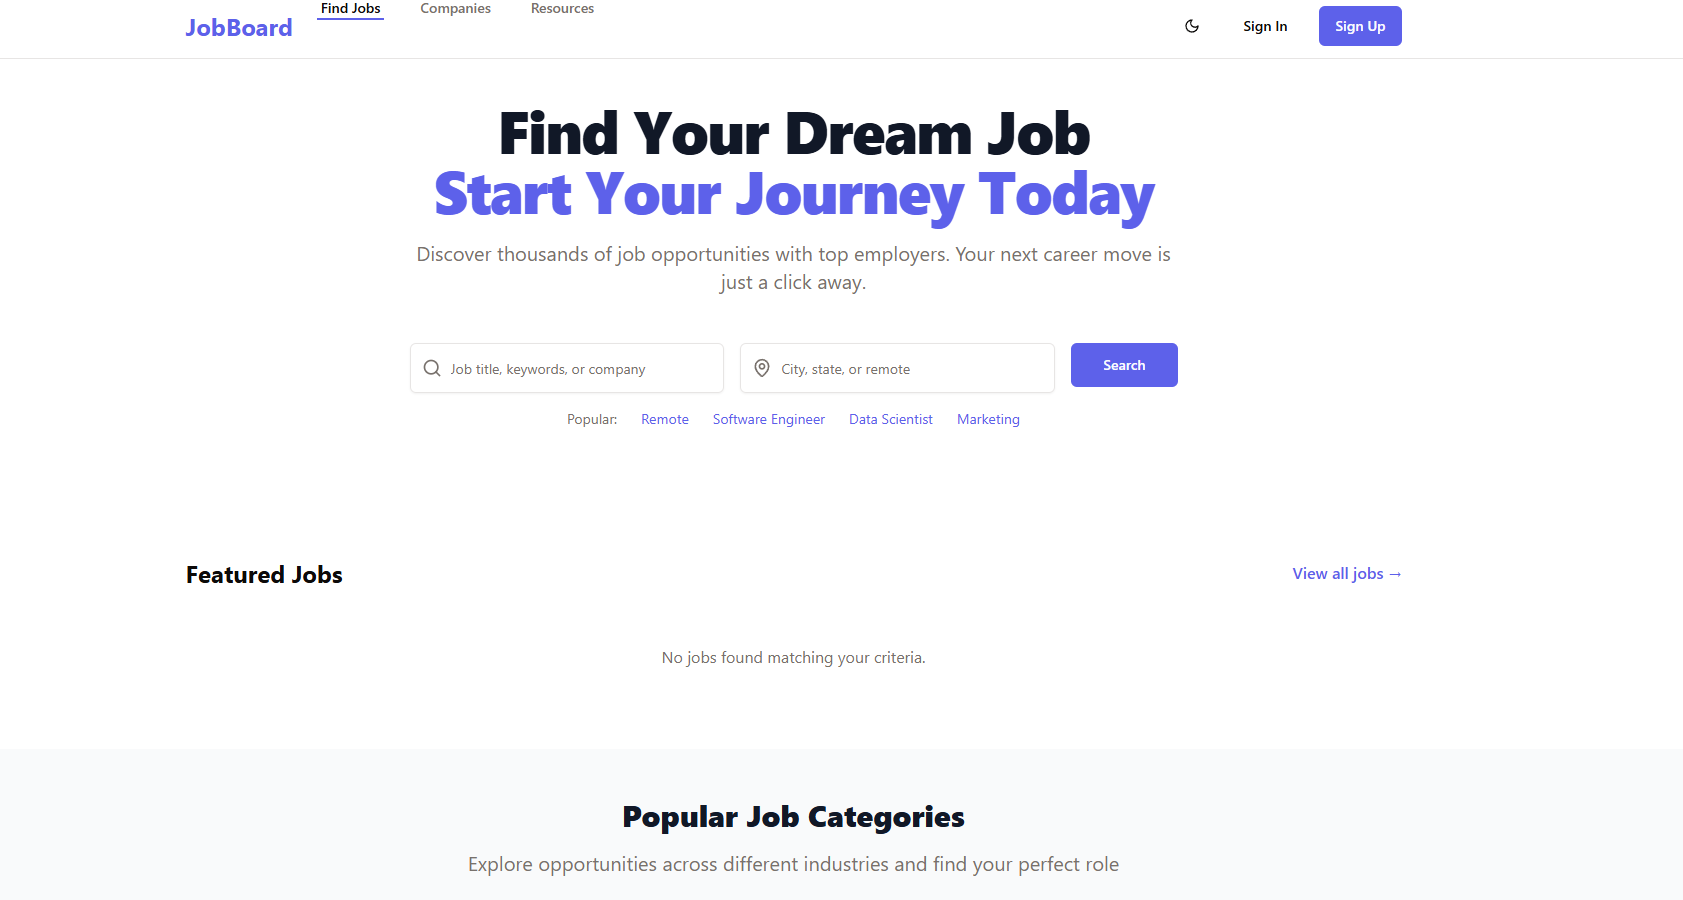 JobBoard
Find Jobs
Companies
Resources
Sign In
Sign Up
Find Your Dream Job
Start Your Journey Today
Discover thousands of job opportunities with top employers. Your next career move is
just a click away.
Job title, keywords, or company
City, state, or remote
Search
Popular:
Remote
Software Engineer
Data Scientist
Marketing
Featured Jobs
View all jobs →
No jobs found matching your criteria.
Popular Job Categories
Explore opportunities across different industries and find your perfect role